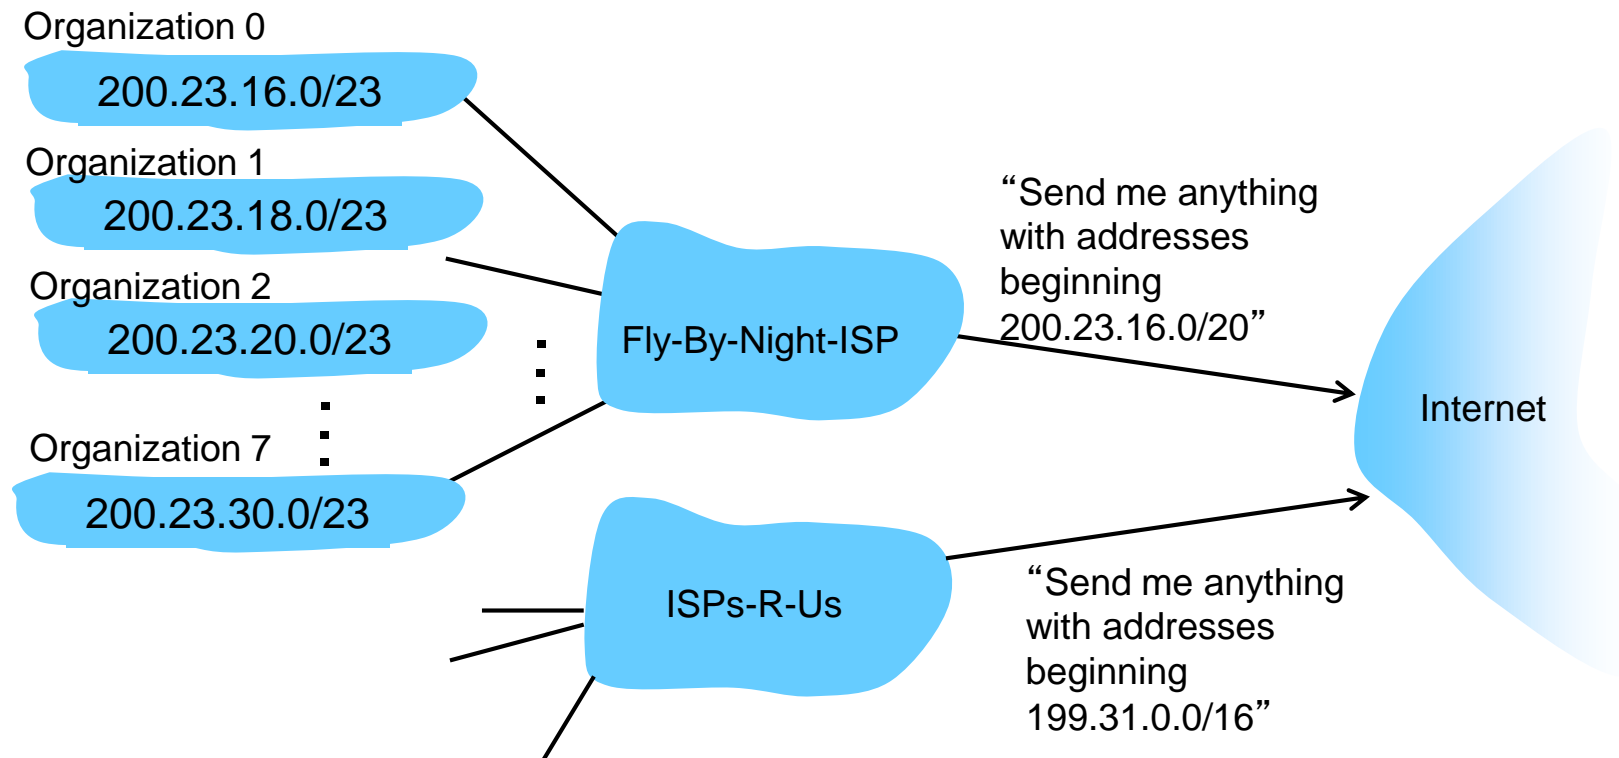 Organization 0
200.23.16.0/23
Organization 1
200.23.18.0/23
Organization 2
200.23.20.0/23
Organization 7
200.23.30.0/23
Fly-By-Night-ISP
“Send me anything
with addresses
beginning
200.23.16.0/20”
Internet
ISPs-R-Us
“Send me anything
with addresses
beginning
199.31.0.0/16”